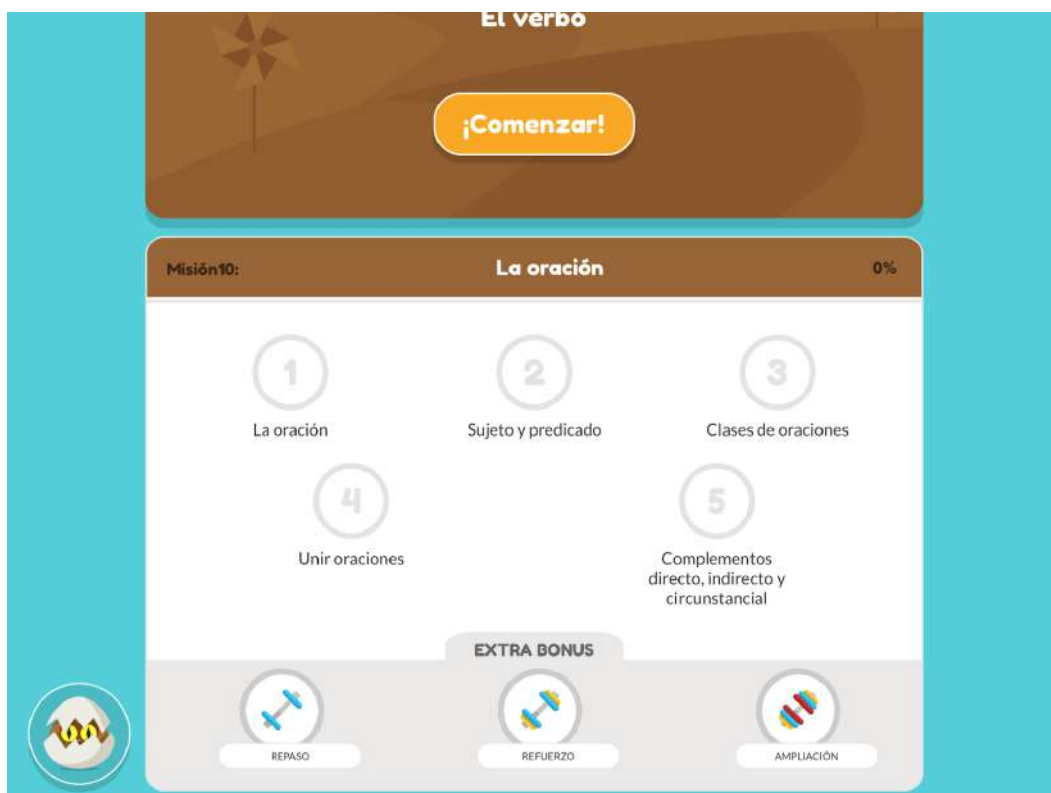 El verbo
¡Comenzar!
Misión10: La oración 0%
1 2 3
La oración Sujeto y predicado Clases de oraciones
4 5
Unir oraciones Complementos
directo, indirecto y
circunstancial
EXTRA BONUS
REPASO REFUERZO AMPLIACIÓN